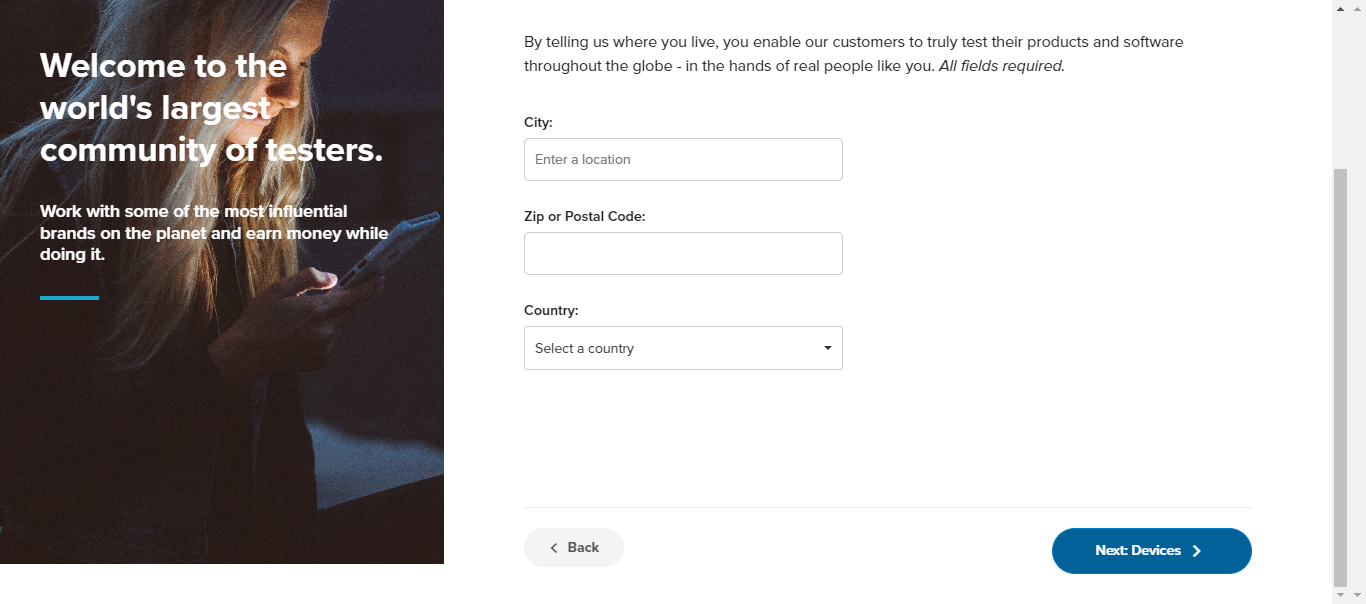 Welcome to the
world's largest
community of testers.
Work with some of the most influential
brands on the planet and earn money while
doing it.
By telling us where you live, you enable our customers to truly test their products and software
throughout the globe - in the hands of real people like you. All fields required.
City:
Enter a location
Zip or Postal Code:
Country:
Select a country
Back
Next: Devices